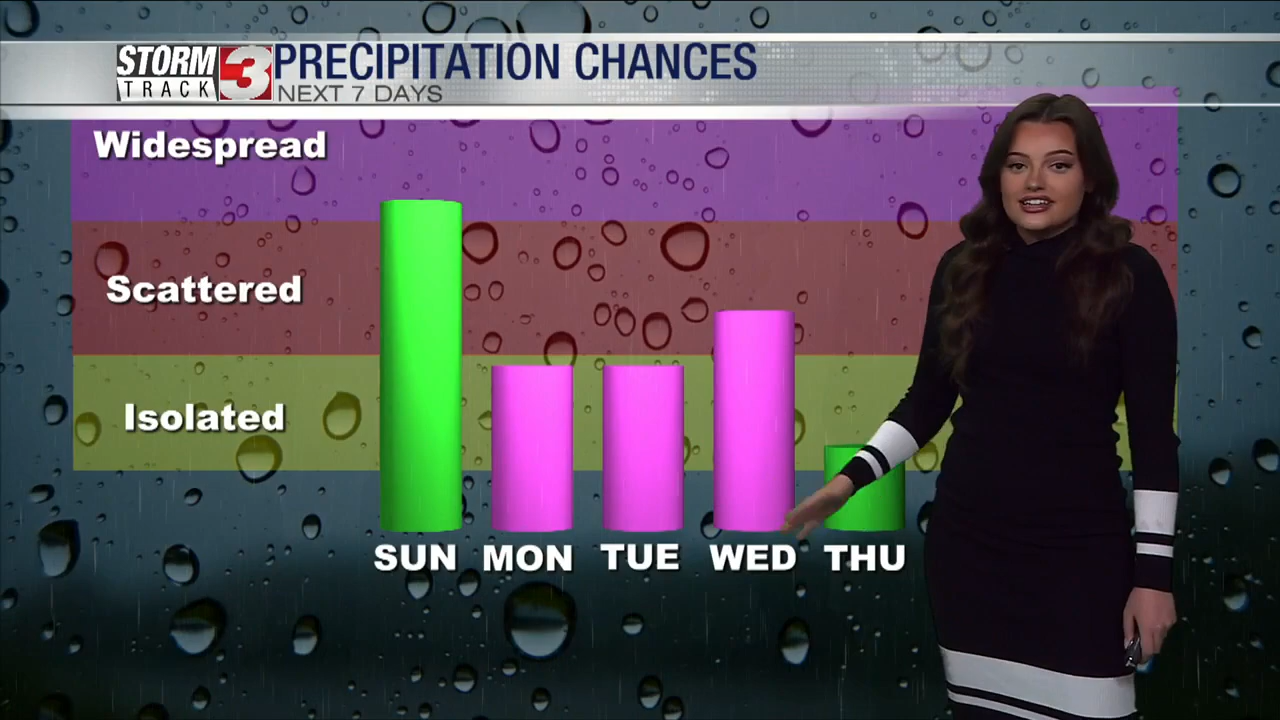 STORM
TRACK
3
PRECIPITATION CHANCES
NEXT 7 DAYS
Widespread
Scattered
Isolated
SUN MON TUE WED THU